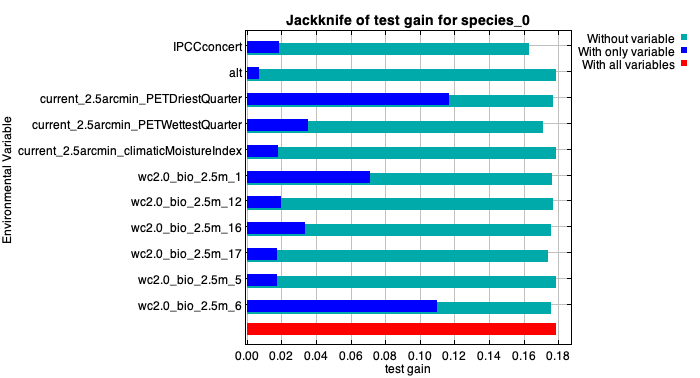 Jackknife of test gain for species_0
Without variable
With only variable
With all variables
Environmental Variable
IPCCconcert
alt
current_2.5arcmin_PETDriestQuarter
current_2.5arcmin_PETWettestQuarter
current_2.5arcmin_climaticMoistureIndex
wc2.0_bio_2.5m_1
wc2.0_bio_2.5m_12
wc2.0_bio_2.5m_16
wc2.0_bio_2.5m_17
wc2.0_bio_2.5m_5
wc2.0_bio_2.5m_6
0.00 0.02 0.04 0.06 0.08 0.10 0.12 0.14 0.16 0.18
test gain